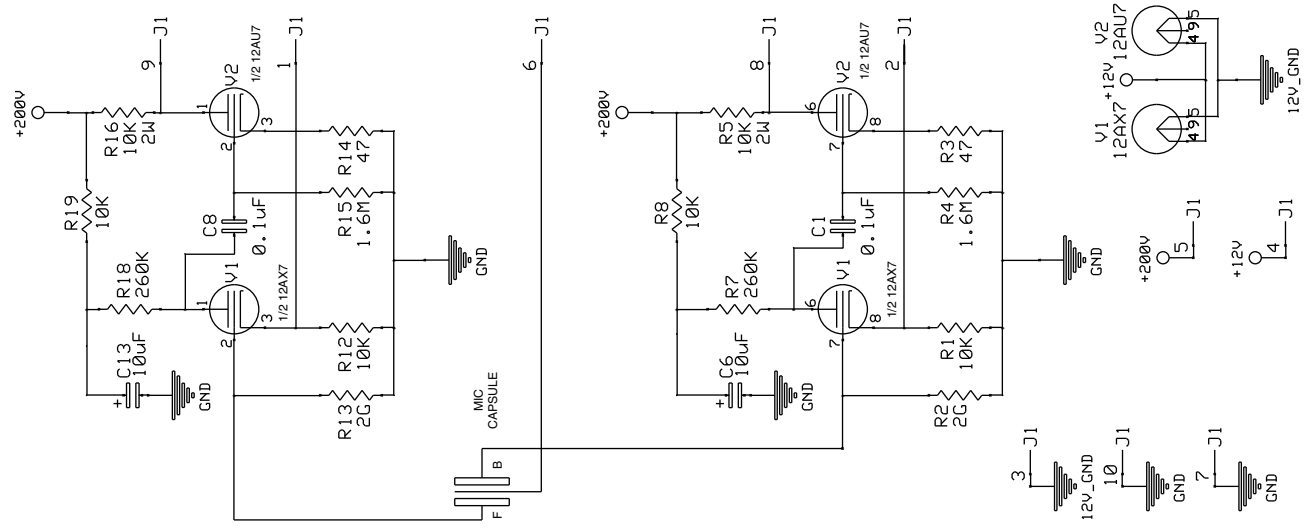 +200V
R19
10K
R16
10K
2W
9
J1
R18
260K
C13
10uF
+
GND
C8
0.1uF
V1
1
2
3
1/2 12AX7
V2
1
2
3
1/2 12AU7
1
J1
R13
2G
R12
10K
R15
1.6M
R14
47
GND
MIC
CAPSULE
F
B
6
J1
+200V
R8
10K
R5
10K
2W
8
J1
R7
260K
C6
10uF
+
GND
C1
0.1uF
V1
6
7
8
1/2 12AX7
V2
6
7
8
1/2 12AU7
2
J1
R2
2G
R1
10K
R4
1.6M
R3
47
GND
3
J1
12V_GND
10
J1
GND
7
J1
GND
+200V
5
J1
+12V
4
J1
V1
12AX7
4 9 5
+12V
V2
12AU7
4 9 5
12V_GND